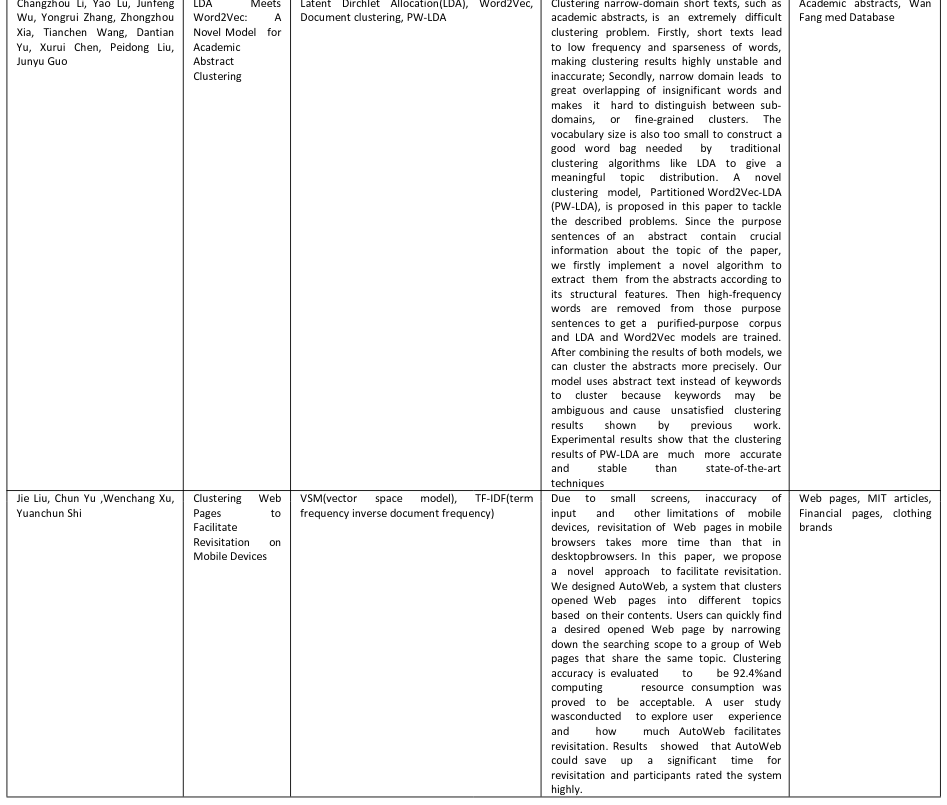 Changzhou Li, Yao Lu, Junfeng
Wu, Yongrui Zhang, Zhongzhou
Xia, Tianchen Wang, Dantian
Yu, Xurui Chen, Peidong Liu,
Junyu Guo
LDA Meets
Word2Vec: A
Novel Model for
Academic
Abstract
Clustering
Latent Dirchlet Allocation(LDA), Word2Vec,
Document clustering, PW-LDA
Clustering narrow-domain short texts, such as
academic abstracts, is an extremely difficult
clustering problem. Firstly, short texts lead
to low frequency and sparseness of words,
making clustering results highly unstable and
inaccurate; Secondly, narrow domain leads to
great overlapping of insignificant words and
makes it hard to distinguish between sub-
domains, or fine-grained clusters. The
vocabulary size is also too small to construct a
good word bag needed by traditional
clustering algorithms like LDA to give a
meaningful topic distribution. A novel
clustering model, Partitioned Word2Vec-LDA
(PW-LDA), is proposed in this paper to tackle
the described problems. Since the purpose
sentences of an abstract contain crucial
information about the topic of the paper,
we firstly implement a novel algorithm to
extract them from the abstracts according to
its structural features. Then high-frequency
words are removed from those purpose
sentences to get a purified-purpose corpus
and LDA and Word2Vec models are trained.
After combining the results of both models, we
can cluster the abstracts more precisely. Our
model uses abstract text instead of keywords
to cluster because keywords may be
ambiguous and cause unsatisfied clustering
results shown by previous work.
Experimental results show that the clustering
results of PW-LDA are much more accurate
and stable than state-of-the-art
techniques
Academic abstracts, Wan
Fang med Database
Jie Liu, Chun Yu ,Wenchang Xu,
Yuanchun Shi
Clustering Web
Pages to
Facilitate
Revisitation on
Mobile Devices
VSM(vector space model), TF-IDF(term
frequency inverse document frequency)
Due to small screens, inaccuracy of
input and other limitations of mobile
devices, revisitation of Web pages in mobile
browsers takes more time than that in
desktopbrowsers. In this paper, we propose
a novel approach to facilitate revisitation.
We designed AutoWeb, a system that clusters
opened Web pages into different topics
based on their contents. Users can quickly find
a desired opened Web page by narrowing
down the searching scope to a group of Web
pages that share the same topic. Clustering
accuracy is evaluated to be 92.4%and
computing resource consumption was
proved to be acceptable. A user study
wasconducted to explore user experience
and how much AutoWeb facilitates
revisitation. Results showed that AutoWeb
could save up a significant time for
revisitation and participants rated the system
highly.
Web pages, MIT articles,
Financial pages, clothing
brands